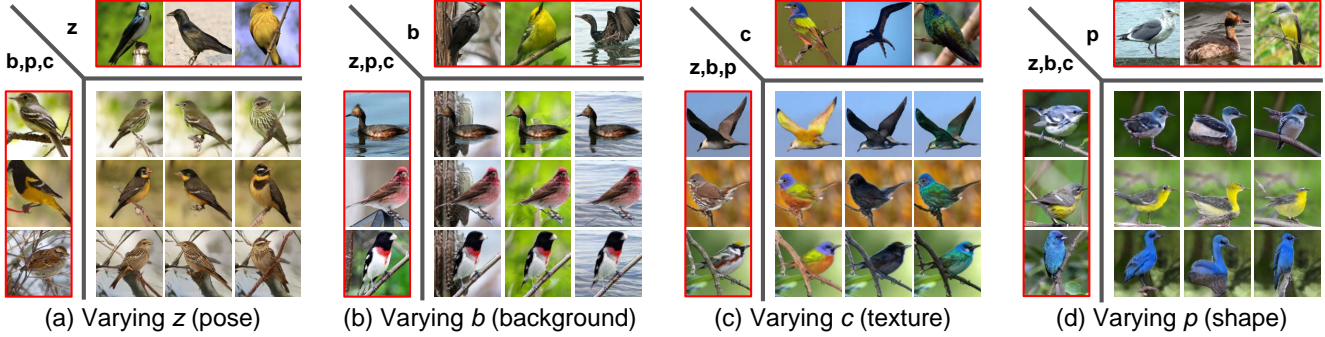 z
b,p,c
b
z,p,c
c
z,b,p
p
z,b,c
(a) Varying z (pose)
(b) Varying b (background)
(c) Varying c (texture)
(d) Varying p (shape)